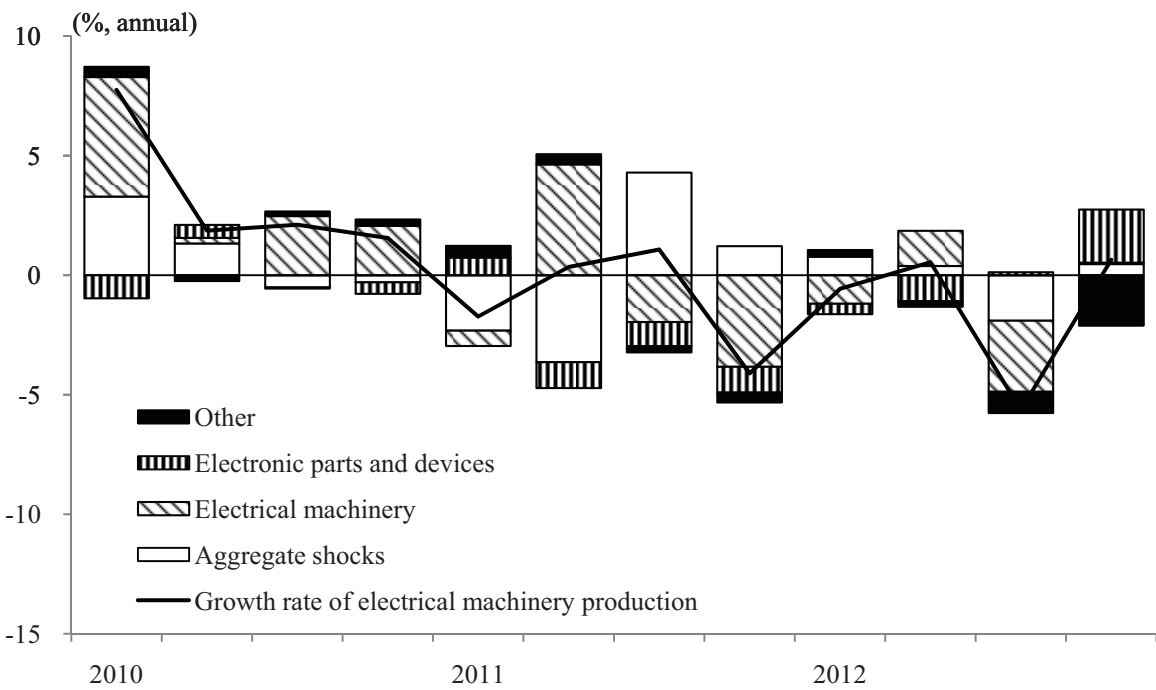 (%, annual)
10
5
0
-5
-10
-15
Other
Electronic parts and devices
Electrical machinery
Aggregate shocks
Growth rate of electrical machinery production
2010 2011 2012